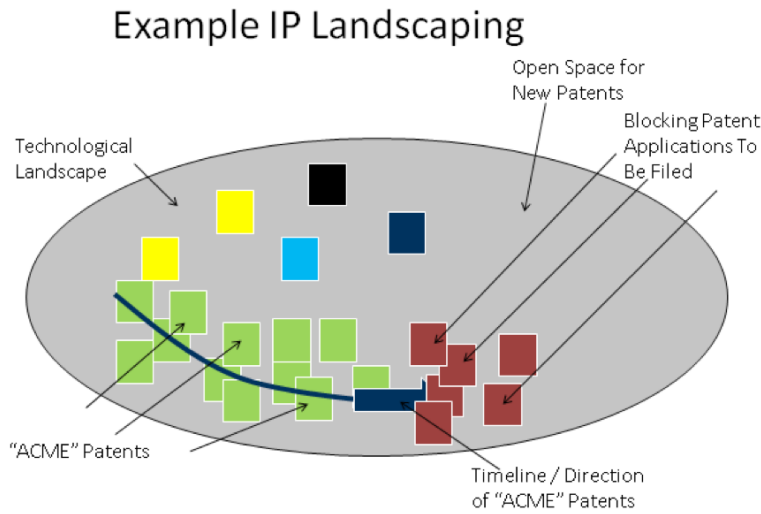 Example IP Landscaping
Open Space for
New Patents
Blocking Patent
Applications To
Be Filed
Technological
Landscape
“ACME” Patents
Timeline / Direction
of “ACME” Patents